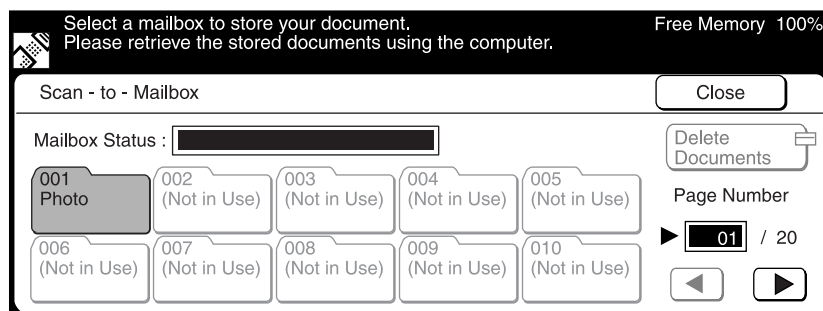 Select a mailbox to store your document.
Please retrieve the stored documents using the computer.
Free Memory 100%
Scan - to - Mailbox
Close
Mailbox Status :
Delete
Documents
001
Photo
002
(Not in Use)
003
(Not in Use)
004
(Not in Use)
005
(Not in Use)
Page Number
01 / 20
006
(Not in Use)
007
(Not in Use)
008
(Not in Use)
009
(Not in Use)
010
(Not in Use)